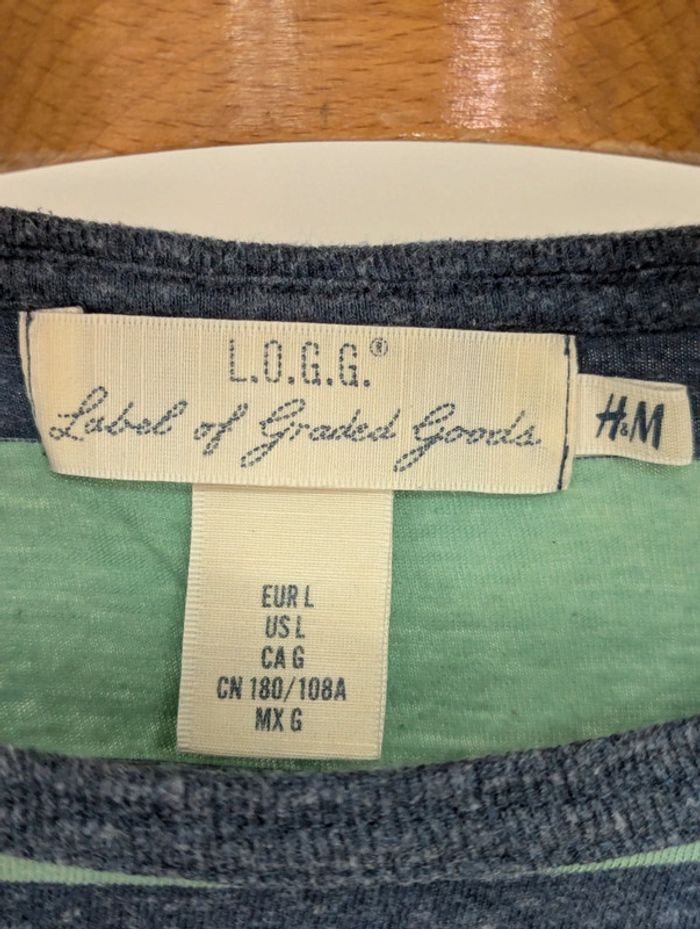 L.O.G.G.®
Label of Graded Goods
H&M
EUR L
US L
CA G
CN 180/108A
MX G